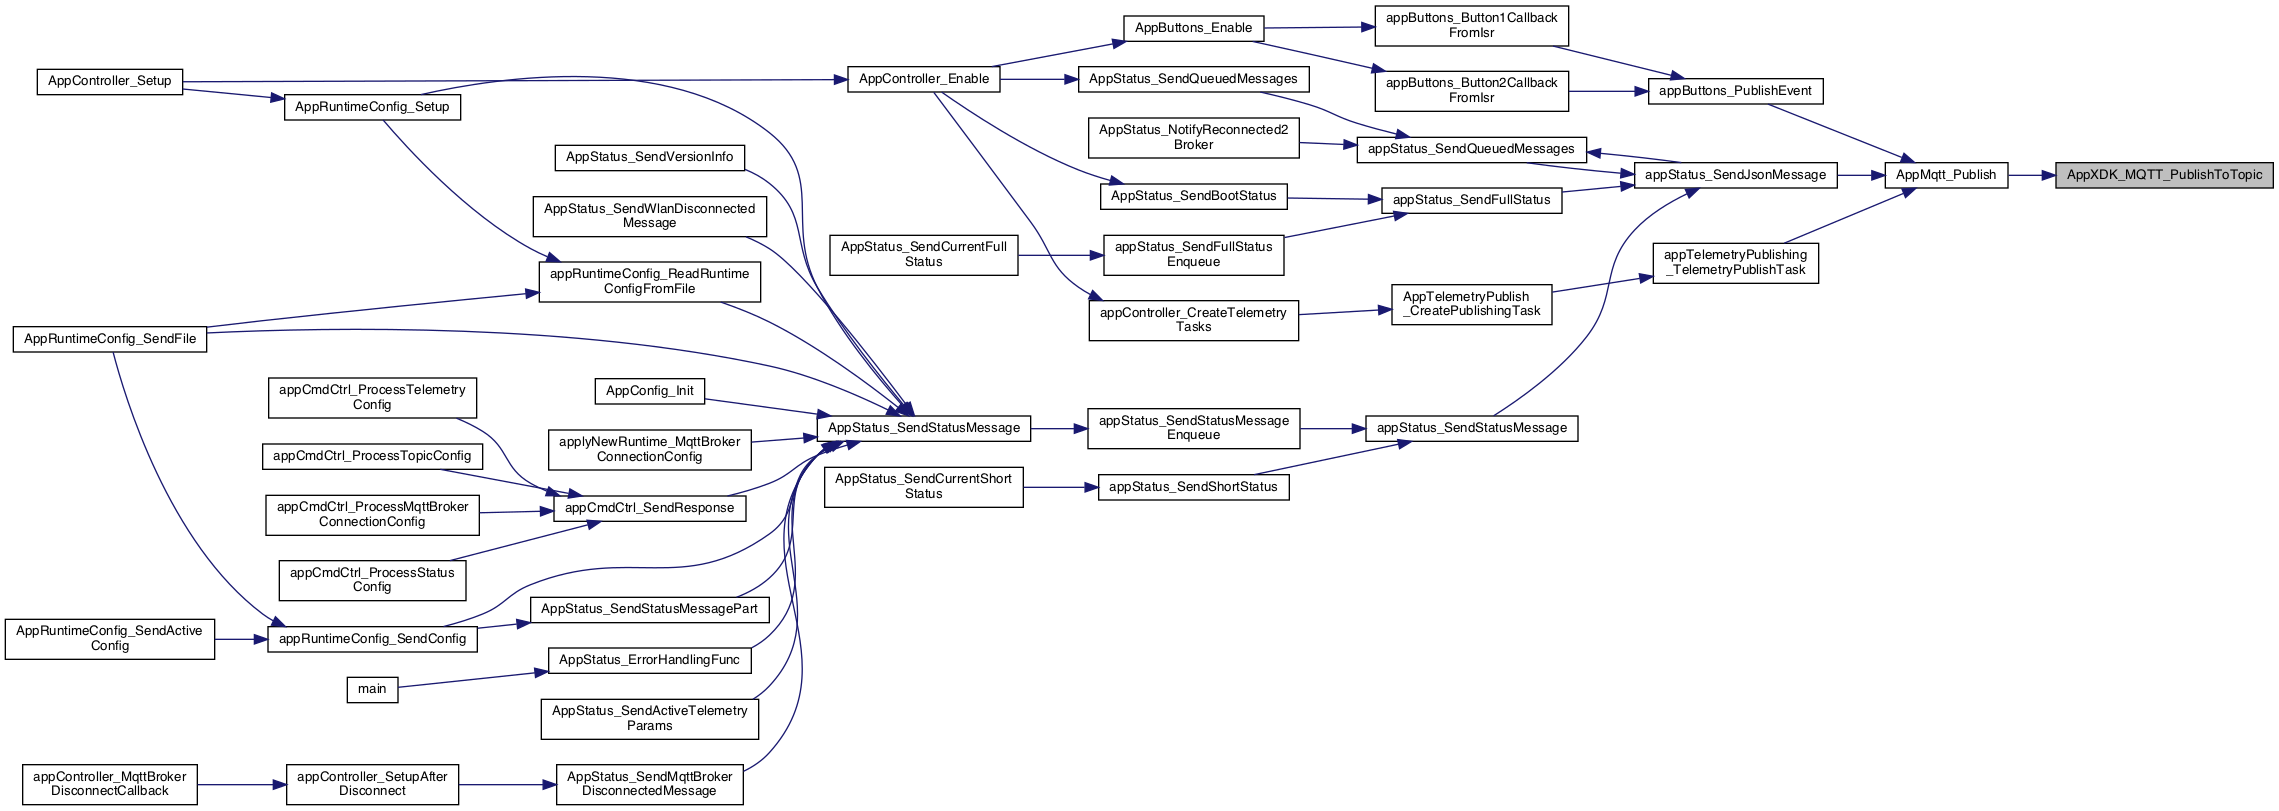 AppController_Setup
AppRuntimeConfig_Setup
AppRuntimeConfig_SendFile
appCmdCtrl_ProcessTelemetry
Config
appCmdCtrl_ProcessTopicConfig
appCmdCtrl_ProcessMqttBroker
ConnectionConfig
appCmdCtrl_ProcessStatus
Config
AppRuntimeConfig_SendActive
Config
appRuntimeConfig_SendConfig
main
appController_MqttBroker
DisconnectCallback
appController_SetupAfter
Disconnect
AppStatus_SendVersionInfo
AppStatus_SendWlanDisconnected
Message
appRuntimeConfig_ReadRuntime
ConfigFromFile
AppConfig_Init
applyNewRuntime_MqttBroker
ConnectionConfig
appCmdCtrl_SendResponse
AppStatus_SendStatusMessagePart
AppStatus_ErrorHandlingFunc
AppStatus_SendActiveTelemetry
Params
AppStatus_SendMqttBroker
DisconnectedMessage
AppController_Enable
AppStatus_SendCurrentFull
Status
AppStatus_SendStatusMessage
AppStatus_SendCurrentShort
Status
AppButtons_Enable
AppStatus_SendQueuedMessages
AppStatus_NotifyReconnected2
Broker
AppStatus_SendBootStatus
appStatus_SendFullStatus
Enqueue
appController_CreateTelemetry
Tasks
appStatus_SendStatusMessage
Enqueue
appStatus_SendShortStatus
appButtons_Button1Callback
FromIsr
appButtons_Button2Callback
FromIsr
appStatus_SendQueuedMessages
appStatus_SendFullStatus
AppTelemetryPublish
_CreatePublishingTask
appStatus_SendStatusMessage
appButtons_PublishEvent
appStatus_SendJsonMessage
appTelemetryPublishing
_TelemetryPublishTask
AppMqtt_Publish
AppXDK_MQTT_PublishToTopic